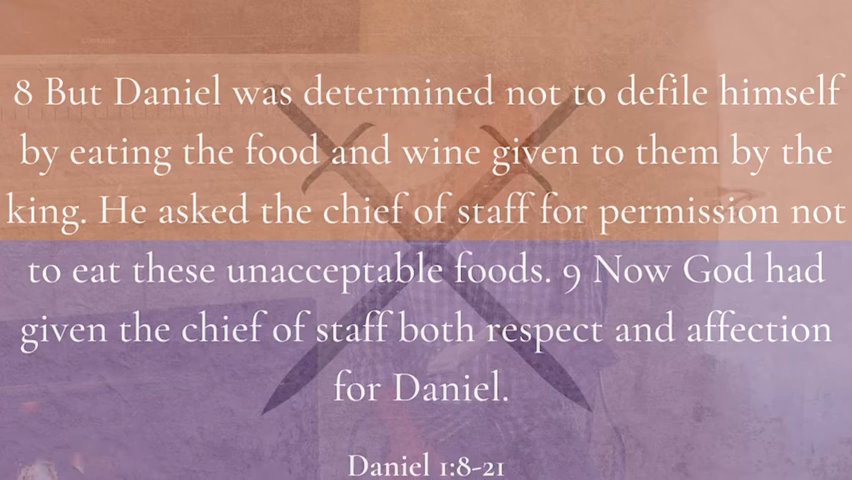 8 But Daniel was determined not to defile himself
by eating the food and wine given to them by the
king. He asked the chief of staff for permission not
to eat these unacceptable foods. 9 Now God had
given the chief of staff both respect and affection
for Daniel.
Daniel 1:8-21